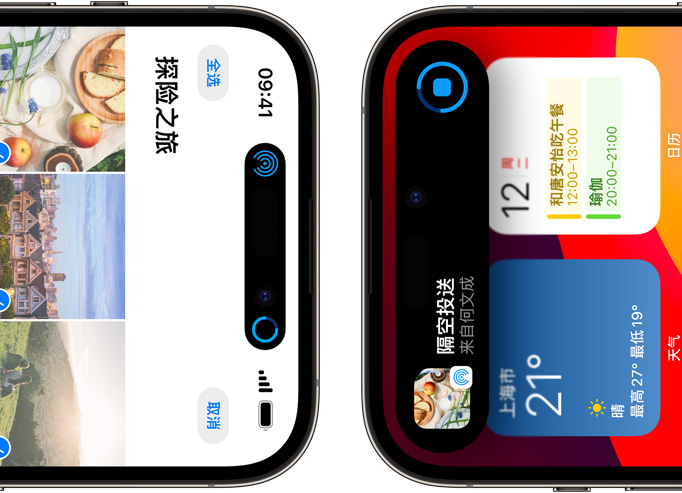 09:41
全选
取消
探险之旅
隔空投送
来自何文成
上海市
21°
晴
最高 27° 最低 19°
天气
周二
12
和唐安怡吃午餐
12:00–13:00
瑜伽
20:00–21:00
日历